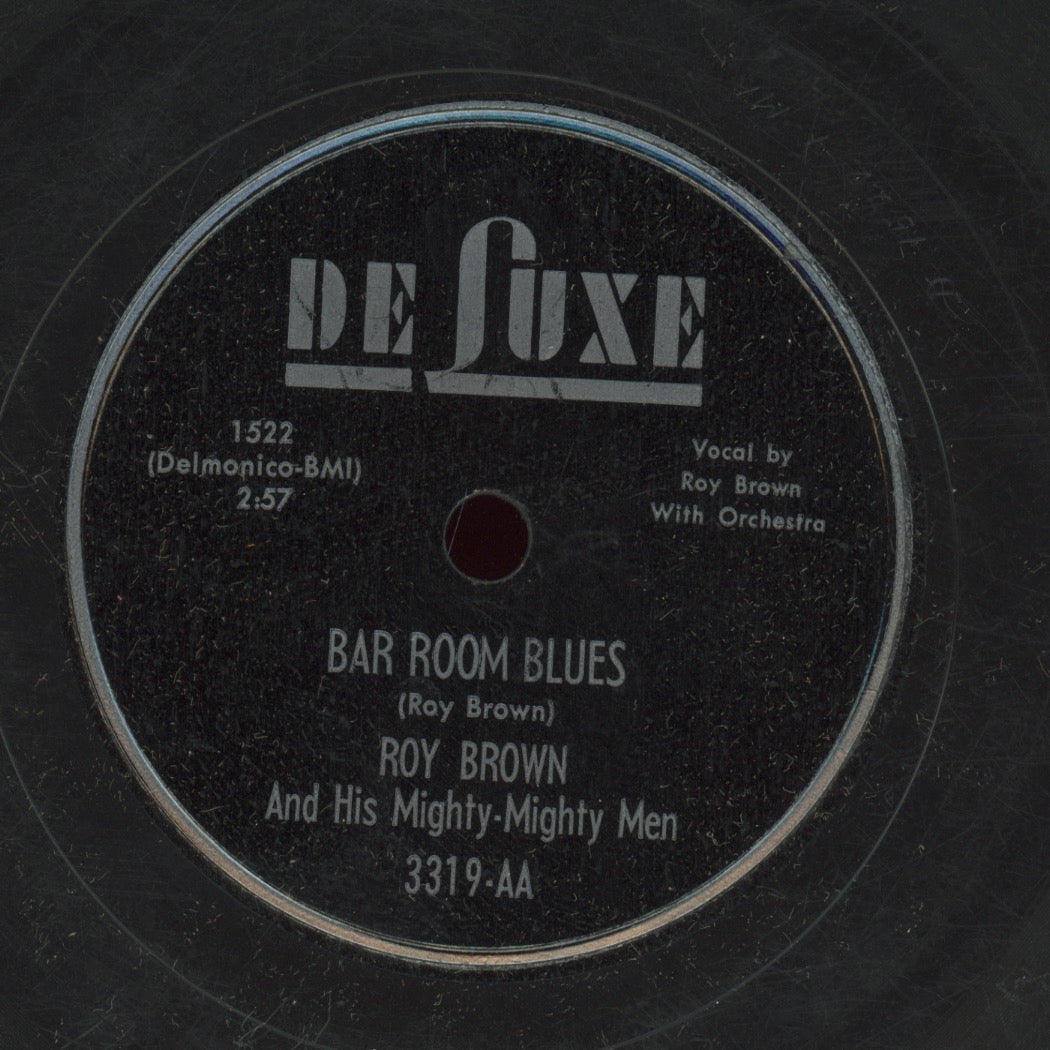 DE LUXE
1522
(Delmonico-BMI)
2:57
Vocal by
Roy Brown
With Orchestra
BAR ROOM BLUES
(Roy Brown)
ROY BROWN
And His Mighty-Mighty Men
3319-AA